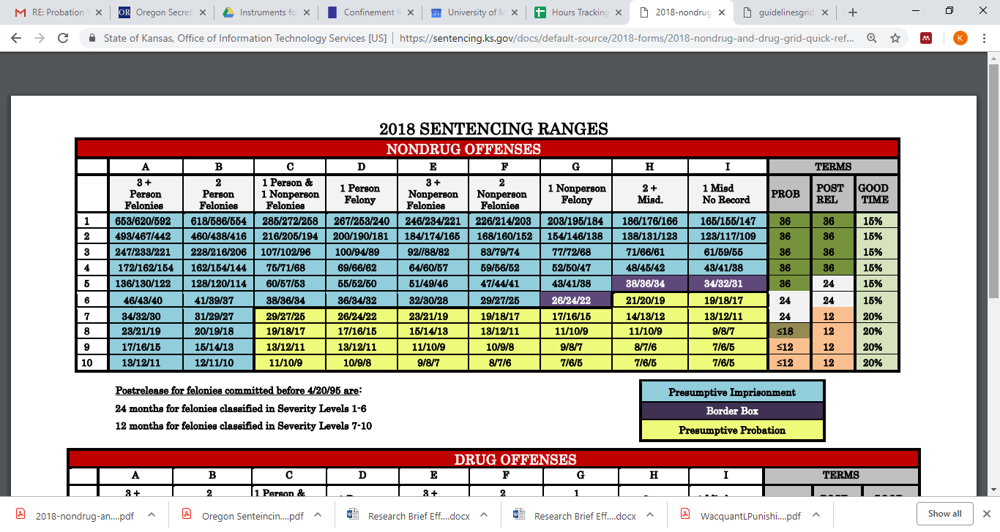 RE: Probation
Oregon Secret
Instruments fo
Confinement f
University of M
Hours Tracking
2018-nondrug
guidelinesgrid.
State of Kansas, Office of Information Technology Services [US] | https://sentencing.ks.gov/docs/default-source/2018-forms/2018-nondrug-and-drug-grid-quick-ref...
K
2018 SENTENCING RANGES
NONDRUG OFFENSES
A B C D E F G H I TERMS
3 + Person Felonies
2 Person Felonies
1 Person & 1 Nonperson Felonies
1 Person Felony
3 + Nonperson Felonies
2 Nonperson Felonies
1 Nonperson Felony
2 + Misd.
1 Misd No Record
PROB
POST REL
GOOD TIME
1 653/620/592 618/586/554 285/272/258 267/253/240 246/234/221 226/214/203 203/195/184 186/176/166 165/155/147 36 36 15%
2 493/467/442 460/438/416 216/205/194 200/190/181 184/174/165 168/160/152 154/146/138 138/131/123 123/117/109 36 36 15%
3 247/233/221 228/216/206 107/102/96 100/94/89 92//88/82 83/79/74 77/72/68 71/66/61 61/59/55 36 36 15%
4 172/162/154 162/154/144 75/71/68 69/66/62 64/60/57 59/56/52 52/50/47 48/45/42 43/41/38 36 36 15%
5 136/130/122 128/120/114 60/57/53 55/52/50 51/49/46 47/44/41 43/41/38 38/36/34 34/32/31 36 24 15%
6 46/43/40 41/39/37 38/36/34 36/34/32 32/30/28 29/27/25 26/24/22 21/20/19 19/18/17 24 24 15%
7 34/32/30 31/29/27 29/27/25 26/24/22 23/21/19 19/18/17 17/16/15 14/13/12 13/12/11 24 12 20%
8 23/21/19 20/19/18 19/18/17 17/16/15 15/14/13 13/12/11 11/10/9 11/10/9 9/8/7 ≤18 12 20%
9 17/16/15 15/14/13 13/12/11 13/12/11 11/10/9 10/9/8 9/8/7 8/7/6 7/6/5 ≤12 12 20%
10 13/12/11 12/11/10 11/10/9 10/9/8 9/8/7 8/7/6 7/6/5 7/6/5 7/6/5 ≤12 12 20%
Postrelease for felonies committed before 4/20/95 are:
24 months for felonies classified in Severity Levels 1-6
12 months for felonies classified in Severity Levels 7-10
Presumptive Imprisonment
Border Box
Presumptive Probation
DRUG OFFENSES
A B C D E F G H I TERMS
3 + 2 1 Person & 3 + 2 1
2018-nondrug-an....pdf
Oregon Senteincin....pdf
Research Brief Eff....docx
Research Brief Eff....docx
WacquantLPunishi....pdf
Show all